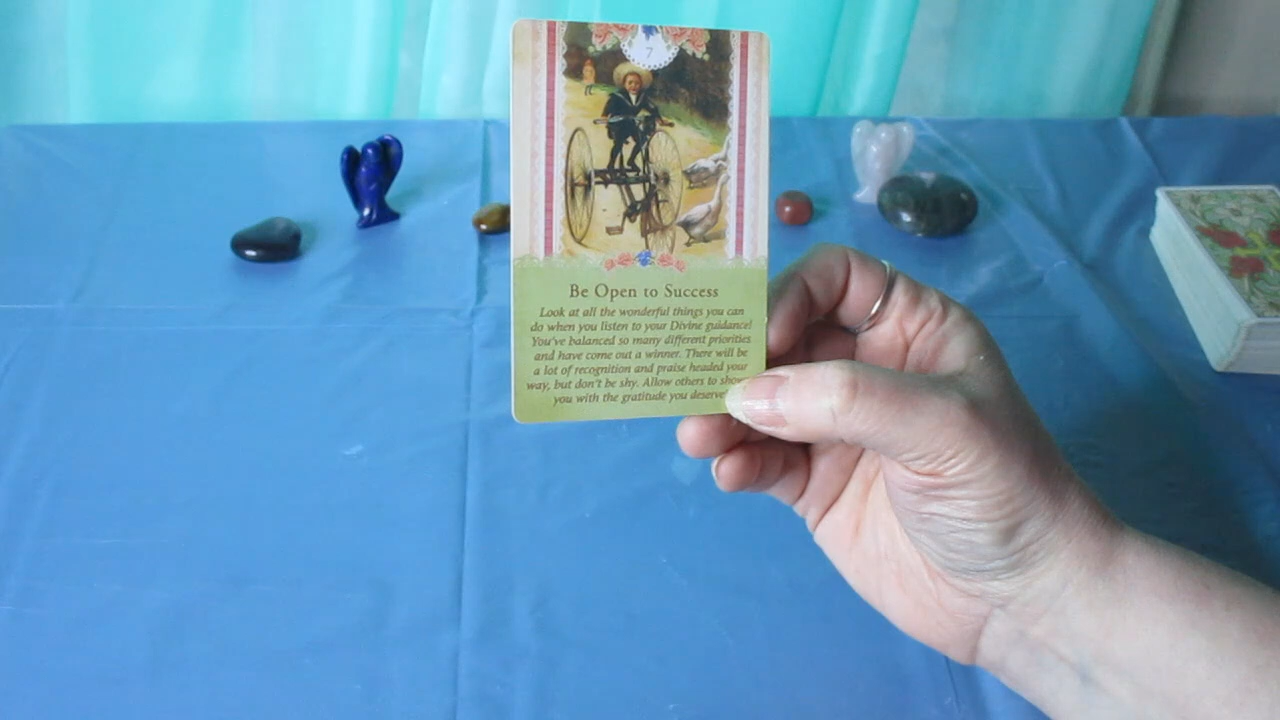 7
Be Open to Success
Look at all the wonderful things you can
do when you listen to your Divine guidance!
You've balanced so many different priorities
and have come out a winner. There will be
a lot of recognition and praise headed your
way, but don't be shy. Allow others to show
you with the gratitude you deserve